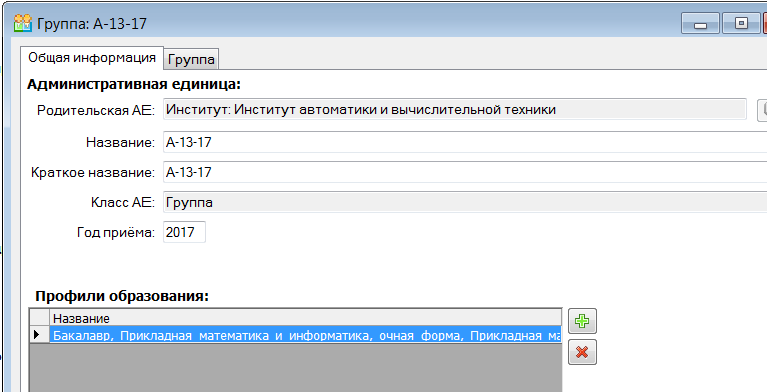 Группа: А-13-17
Общая информация Группа
Административная единица:
Родительская АЕ: Институт: Институт автоматики и вычислительной техники
Название: А-13-17
Краткое название: А-13-17
Класс АЕ: Группа
Год приёма: 2017
Профили образования:
Название
Бакалавр, Прикладная математика и информатика, очная форма, Прикладная ма